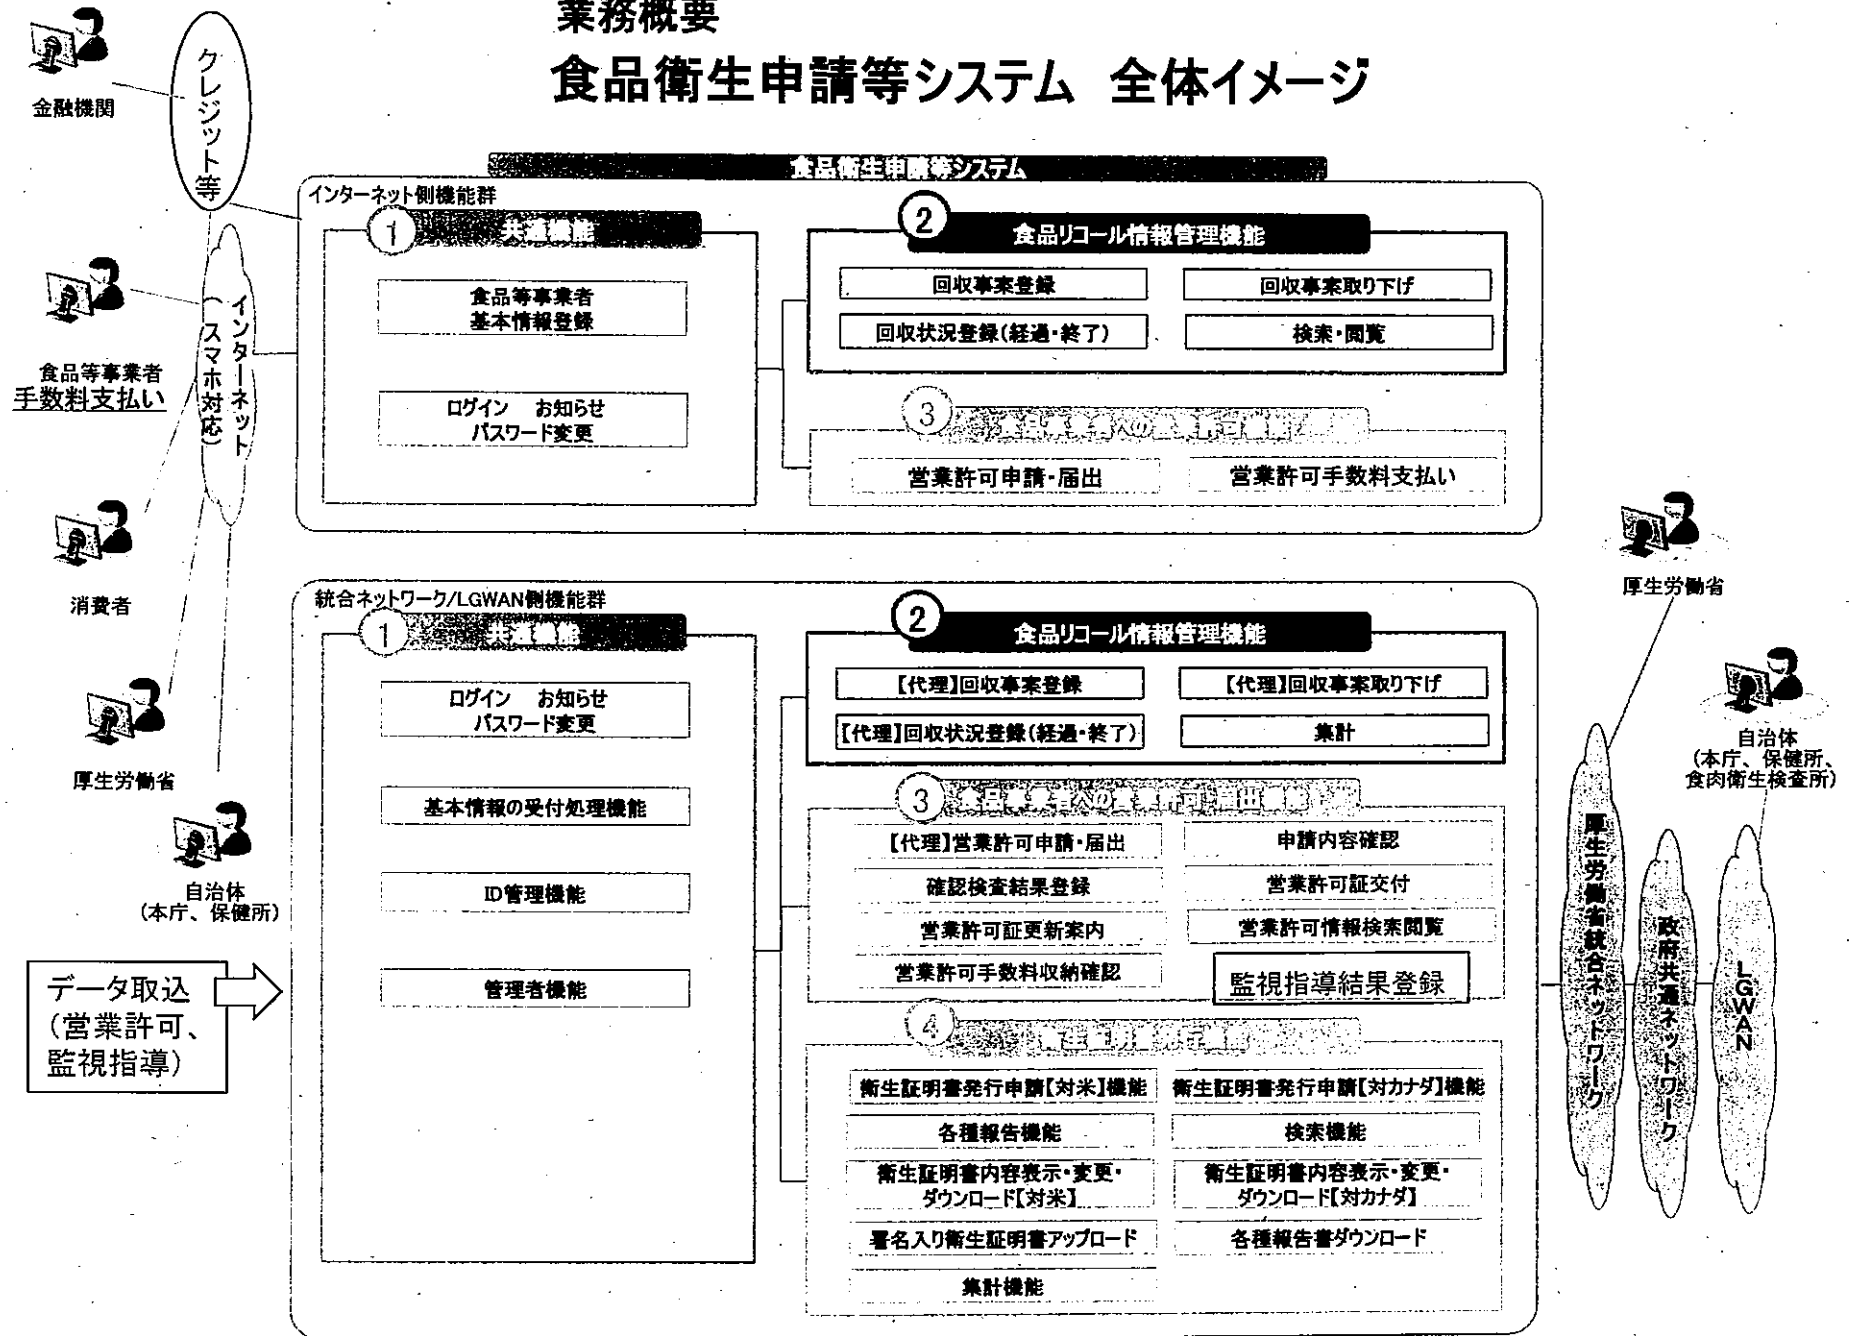 業務概要
食品衛生申請等システム 全体イメージ
金融機関
クレジット等
食品等事業者
手数料支払い
インターネット
(スマホ対応)
消費者
厚生労働省
自治体
(本庁、保健所)
データ取込
(営業許可、
監視指導)
食品衛生申請等システム
インターネット側機能群
1
共通機能
食品等事業者
基本情報登録
ログイン お知らせ
パスワード変更
2
食品リコール情報管理機能
回収事案登録
回収事案取り下げ
回収状況登録(経過・終了)
検索・閲覧
3
営業許可申請・届出
営業許可手数料支払い
統合ネットワーク/LGWAN側機能群
1
共通機能
ログイン お知らせ
パスワード変更
基本情報の受付処理機能
ID管理機能
管理者機能
2
食品リコール情報管理機能
【代理】回収事案登録
【代理】回収事案取り下げ
【代理】回収状況登録(経過・終了)
集計
3
【代理】営業許可申請・届出
申請内容確認
確認検査結果登録
営業許可証交付
営業許可証更新案内
営業許可情報検索閲覧
営業許可手数料収納確認
監視指導結果登録
4
衛生証明書発行機能
衛生証明書発行申請【対米】機能
衛生証明書発行申請【対カナダ】機能
各種報告機能
検索機能
衛生証明書内容表示・変更・
ダウンロード【対米】
衛生証明書内容表示・変更・
ダウンロード【対カナダ】
署名入り衛生証明書アップロード
各種報告書ダウンロード
集計機能
厚生労働省
自治体
(本庁、保健所、
食肉衛生検査所)
厚生労働省統合ネットワーク
政府共通ネットワーク
LGWAN